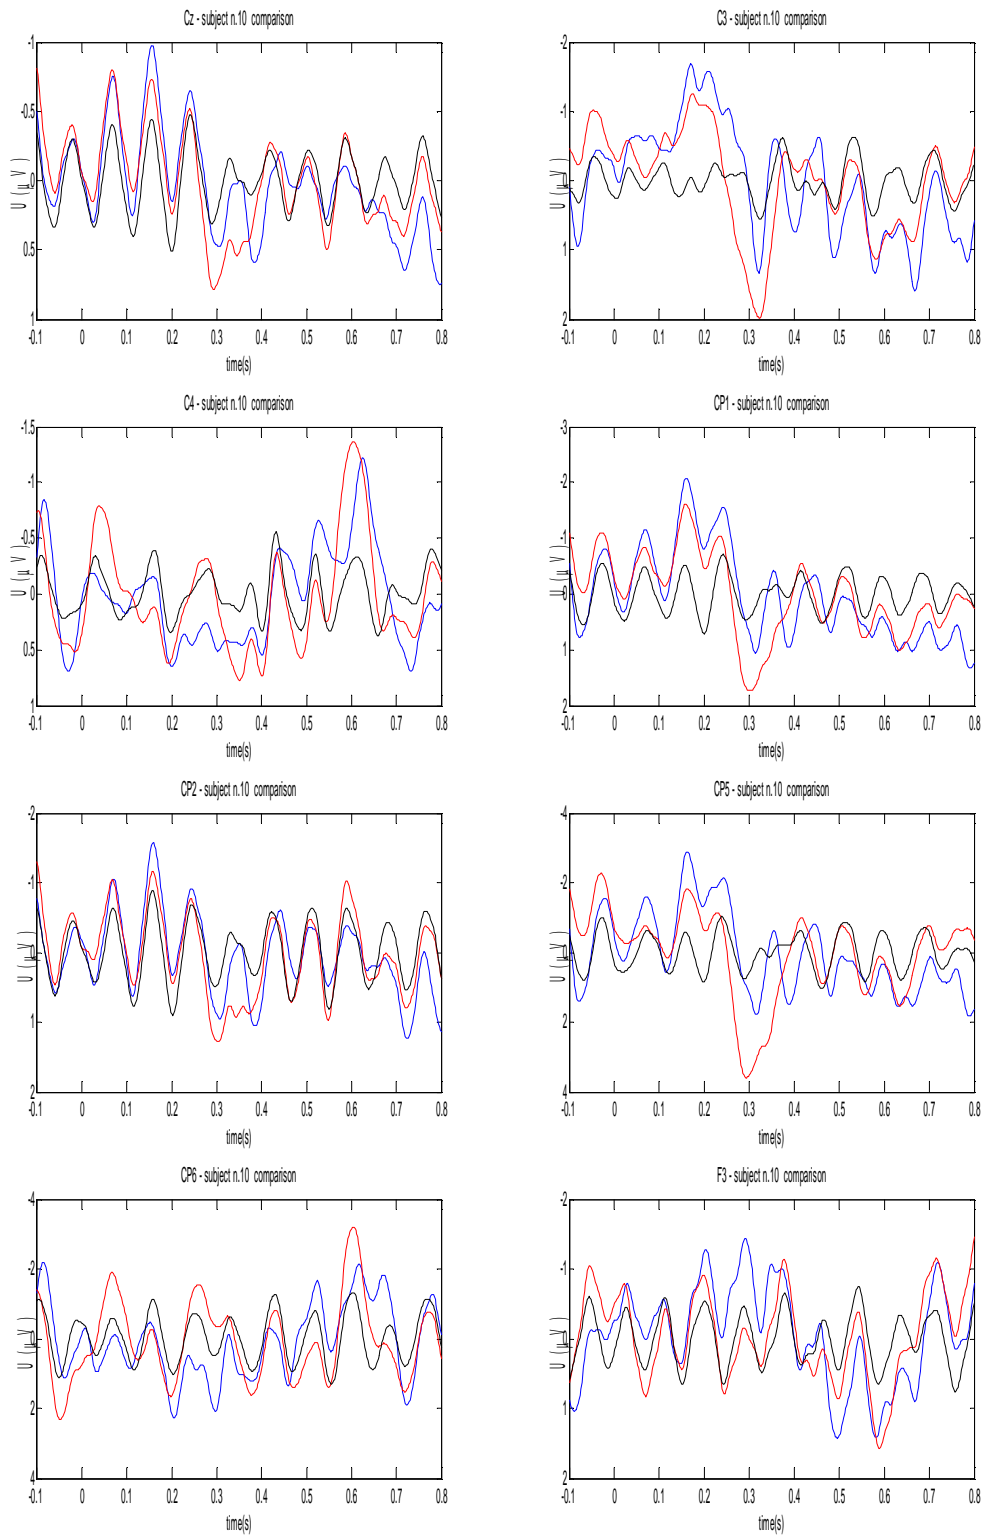 Cz - subject n.10 comparison
-1
-0.5
0
0.5
1
U ( µ V )
-0.1 0 0.1 0.2 0.3 0.4 0.5 0.6 0.7 0.8
time(s)
C3 - subject n.10 comparison
-2
-1
0
1
2
U ( µ V )
-0.1 0 0.1 0.2 0.3 0.4 0.5 0.6 0.7 0.8
time(s)
C4 - subject n.10 comparison
-1.5
-1
-0.5
0
0.5
1
U ( µ V )
-0.1 0 0.1 0.2 0.3 0.4 0.5 0.6 0.7 0.8
time(s)
CP1 - subject n.10 comparison
-3
-2
-1
0
1
2
U ( µ V )
-0.1 0 0.1 0.2 0.3 0.4 0.5 0.6 0.7 0.8
time(s)
CP2 - subject n.10 comparison
-2
-1
0
1
2
U ( µ V )
-0.1 0 0.1 0.2 0.3 0.4 0.5 0.6 0.7 0.8
time(s)
CP5 - subject n.10 comparison
-4
-2
0
2
4
U ( µ V )
-0.1 0 0.1 0.2 0.3 0.4 0.5 0.6 0.7 0.8
time(s)
CP6 - subject n.10 comparison
-4
-2
0
2
4
U ( µ V )
-0.1 0 0.1 0.2 0.3 0.4 0.5 0.6 0.7 0.8
time(s)
F3 - subject n.10 comparison
-2
-1
0
1
2
U ( µ V )
-0.1 0 0.1 0.2 0.3 0.4 0.5 0.6 0.7 0.8
time(s)